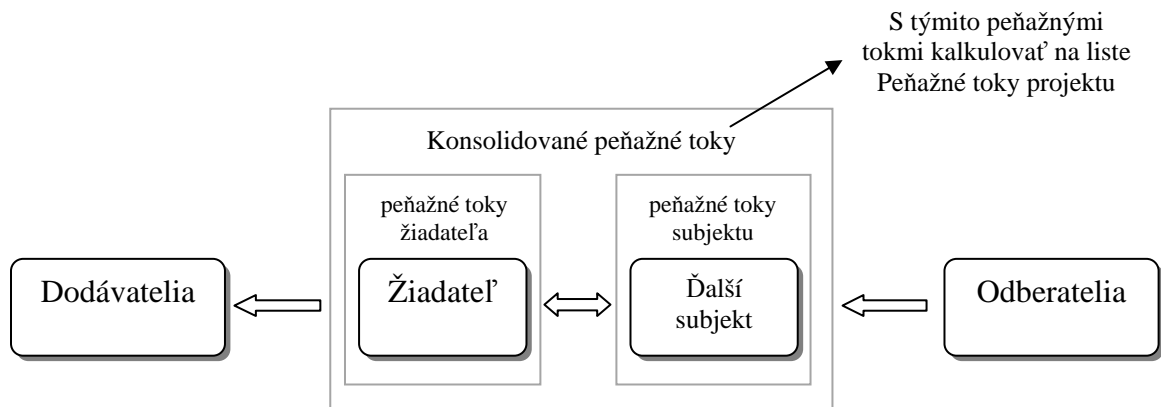 S týmito peňažnými
tokmi kalkulovať na liste
Peňažné toky projektu
Konsolidované peňažné toky
peňažné toky
žiadateľa
peňažné toky
subjektu
Dodávatelia
Žiadateľ
Ďalší
subjekt
Odberatelia